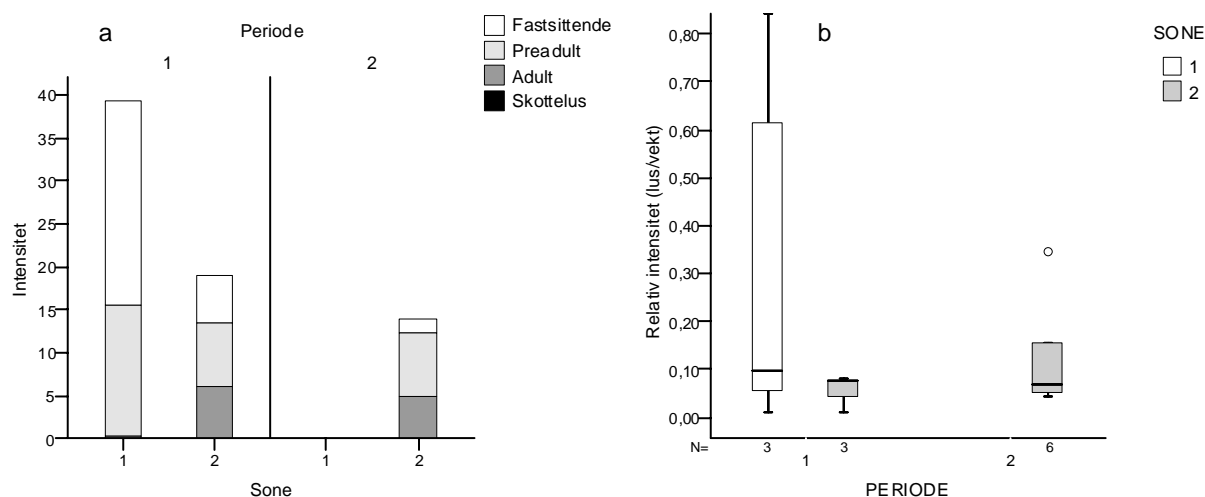 a
Periode
1 2
Fastsittende
Preadult
Adult
Skottelus
Intensitet
40
35
30
25
20
15
10
5
0
1 2 1 2
Sone
b
SONE
1
2
Relativ intensitet (lus/vekt)
0,80
0,70
0,60
0,50
0,40
0,30
0,20
0,10
0,00
N= 3 3 6
1 2
PERIODE